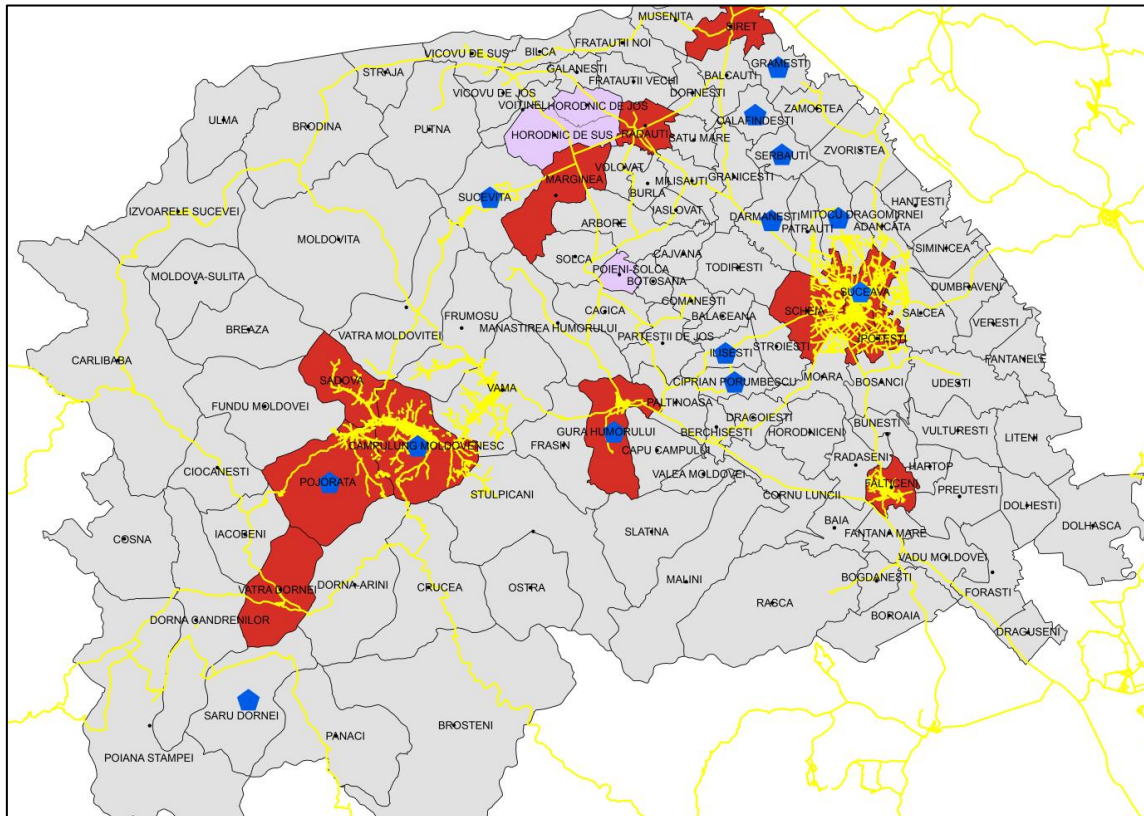 MUSENITA
SIRET
FRATAUTII NOI
VICOVU DE SUS
BILCA
GRAMESTI
STRAJA
GALANESTI
BALCAUTI
FRATAUTII VECHI
VICOVU DE JOS
DORNESTI
VOITINEL
HORODNIC DE JOS
ZAMOSTEA
ULMA
BRODINA
PUTNA
CALAFINDESTI
HORODNIC DE SUS
RADAUTI
SATU MARE
SERBAUTI
ZVORISTEA
VOLOVAT
MARGINEA
MILISAUTI
GRANICESTI
SUCEVITA
BURLA
HANTESTI
IZVOARELE SUCEVEI
IASLOVAT
DARMANESTI
MITOCU DRAGOMIRNEI
ARBORE
PATRAUTI
ADANCATA
MOLDOVITA
SIMINICEA
SOLCA
CAJVANA
MOLDOVA-SULITA
POIENI-SOLCA
TODIRESTI
BOTOSANA
DUMBRAVENI
SUCEAVA
COMANESTI
CACICA
SCHEIA
SALCEA
BALACEANA
VERESTI
BREAZA
FRUMOSU
MANASTIREA HUMORULUI
VATRA MOLDOVITEI
PARTESTII DE JOS
IPOTESTI
STROIESTI
ILISESTI
CARLIBABA
FANTANELE
SADOVA
MOARA
VAMA
CIPRIAN PORUMBESCU
BOSANCI
UDESTI
FUNDU MOLDOVEI
PALTINOASA
DRAGOIESTI
BUNESTI
GURA HUMORULUI
BERCHISESTI
HORODNICENI
VULTURESTI
LITENI
CAMPULUNG MOLDOVENESC
FRASIN
CAPU CAMPULUI
RADASENI
CIOCANESTI
HARTOP
VALEA MOLDOVEI
POJORATA
FALTICENI
STULPICANI
CORNU LUNCII
PREUTESTI
DOLHESTI
DOLHASCA
BAIA
COSNA
IACOBENI
SLATINA
FANTANA MARE
VADU MOLDOVEI
MALINI
BOGDANESTI
VATRA DORNEI
DORNA-ARINI
CRUCEA
OSTRA
FORASTI
RASCA
DORNA CANDRENILOR
BOROAIA
DRAGUSENI
SARU DORNEI
BROSTENI
PANACI
POIANA STAMPEI